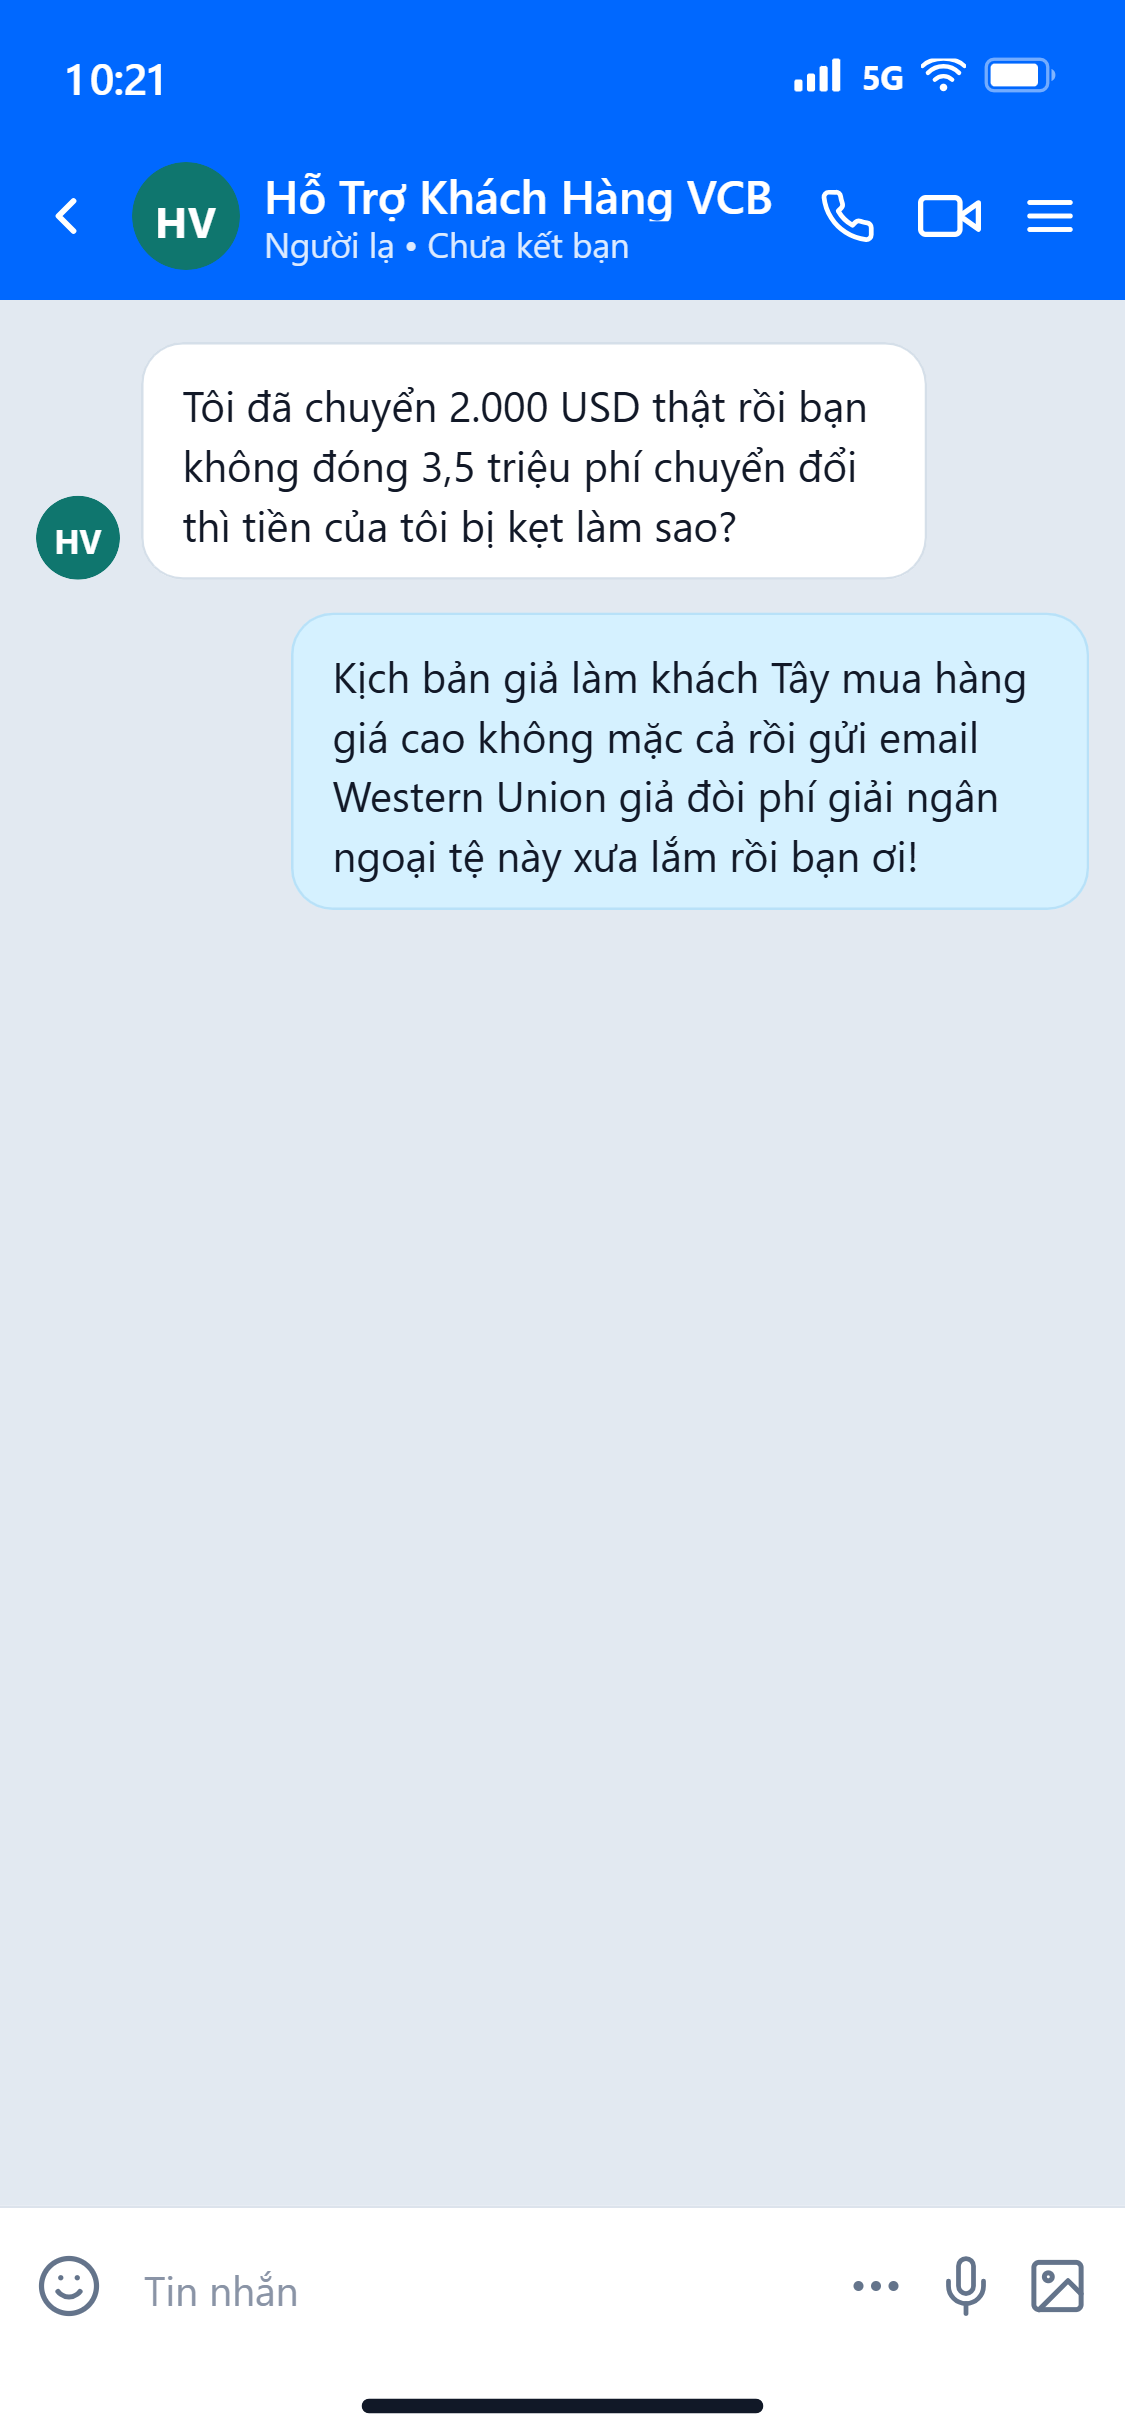 10:21
5G
HV
Hỗ Trợ Khách Hàng VCB
Người lạ • Chưa kết bạn
Tôi đã chuyển 2.000 USD thật rồi bạn
không đóng 3,5 triệu phí chuyển đổi
thì tiền của tôi bị kẹt làm sao?
HV
Kịch bản giả làm khách Tây mua hàng
giá cao không mặc cả rồi gửi email
Western Union giả đòi phí giải ngân
ngoại tệ này xưa lắm rồi bạn ơi!
Tin nhắn